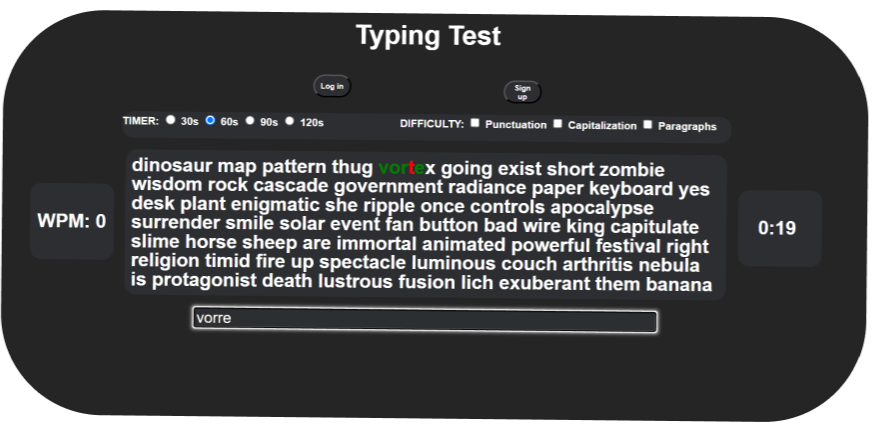 Typing Test
Log in
Sign
up
TIMER: 30s 60s 90s 120s
DIFFICULTY: Punctuation Capitalization Paragraphs
dinosaur map pattern thug vortex going exist short zombie
wisdom rock cascade government radiance paper keyboard yes
desk plant enigmatic she ripple once controls apocalypse
surrender smile solar event fan button bad wire king capitulate
slime horse sheep are immortal animated powerful festival right
religion timid fire up spectacle luminous couch arthritis nebula
is protagonist death lustrous fusion lich exuberant them banana
WPM: 0
0:19
vorre